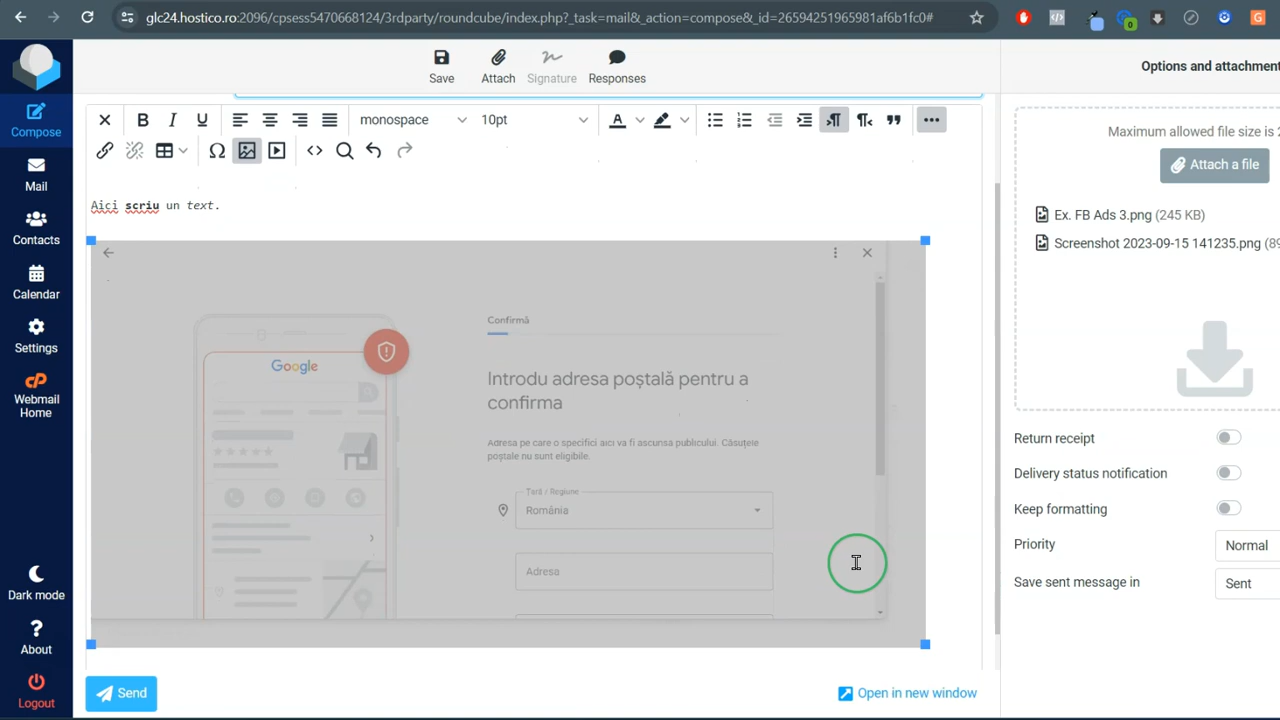 glc24.hostico.ro:2096/cpsess5470668124/3rdparty/roundcube/index.php?_task=mail&_action=compose&_id=26594251965981af6b1fc0#
Save
Attach
Signature
Responses
Options and attachment
Compose
Mail
Contacts
Calendar
Settings
Webmail
Home
Dark mode
About
Logout
monospace
10pt
Aici scriu un text.
Confirmă
Google
Introdu adresa poștală pentru a
confirma
Adresa pe care o specifici aici va fi ascunsă publicului. Căsuțele
poștale nu sunt eligibile.
Țară / Regiune
România
Adresa
Send
Open in new window
Maximum allowed file size is 2
Attach a file
Ex. FB Ads 3.png (245 KB)
Screenshot 2023-09-15 141235.png (89
Return receipt
Delivery status notification
Keep formatting
Priority
Normal
Save sent message in
Sent